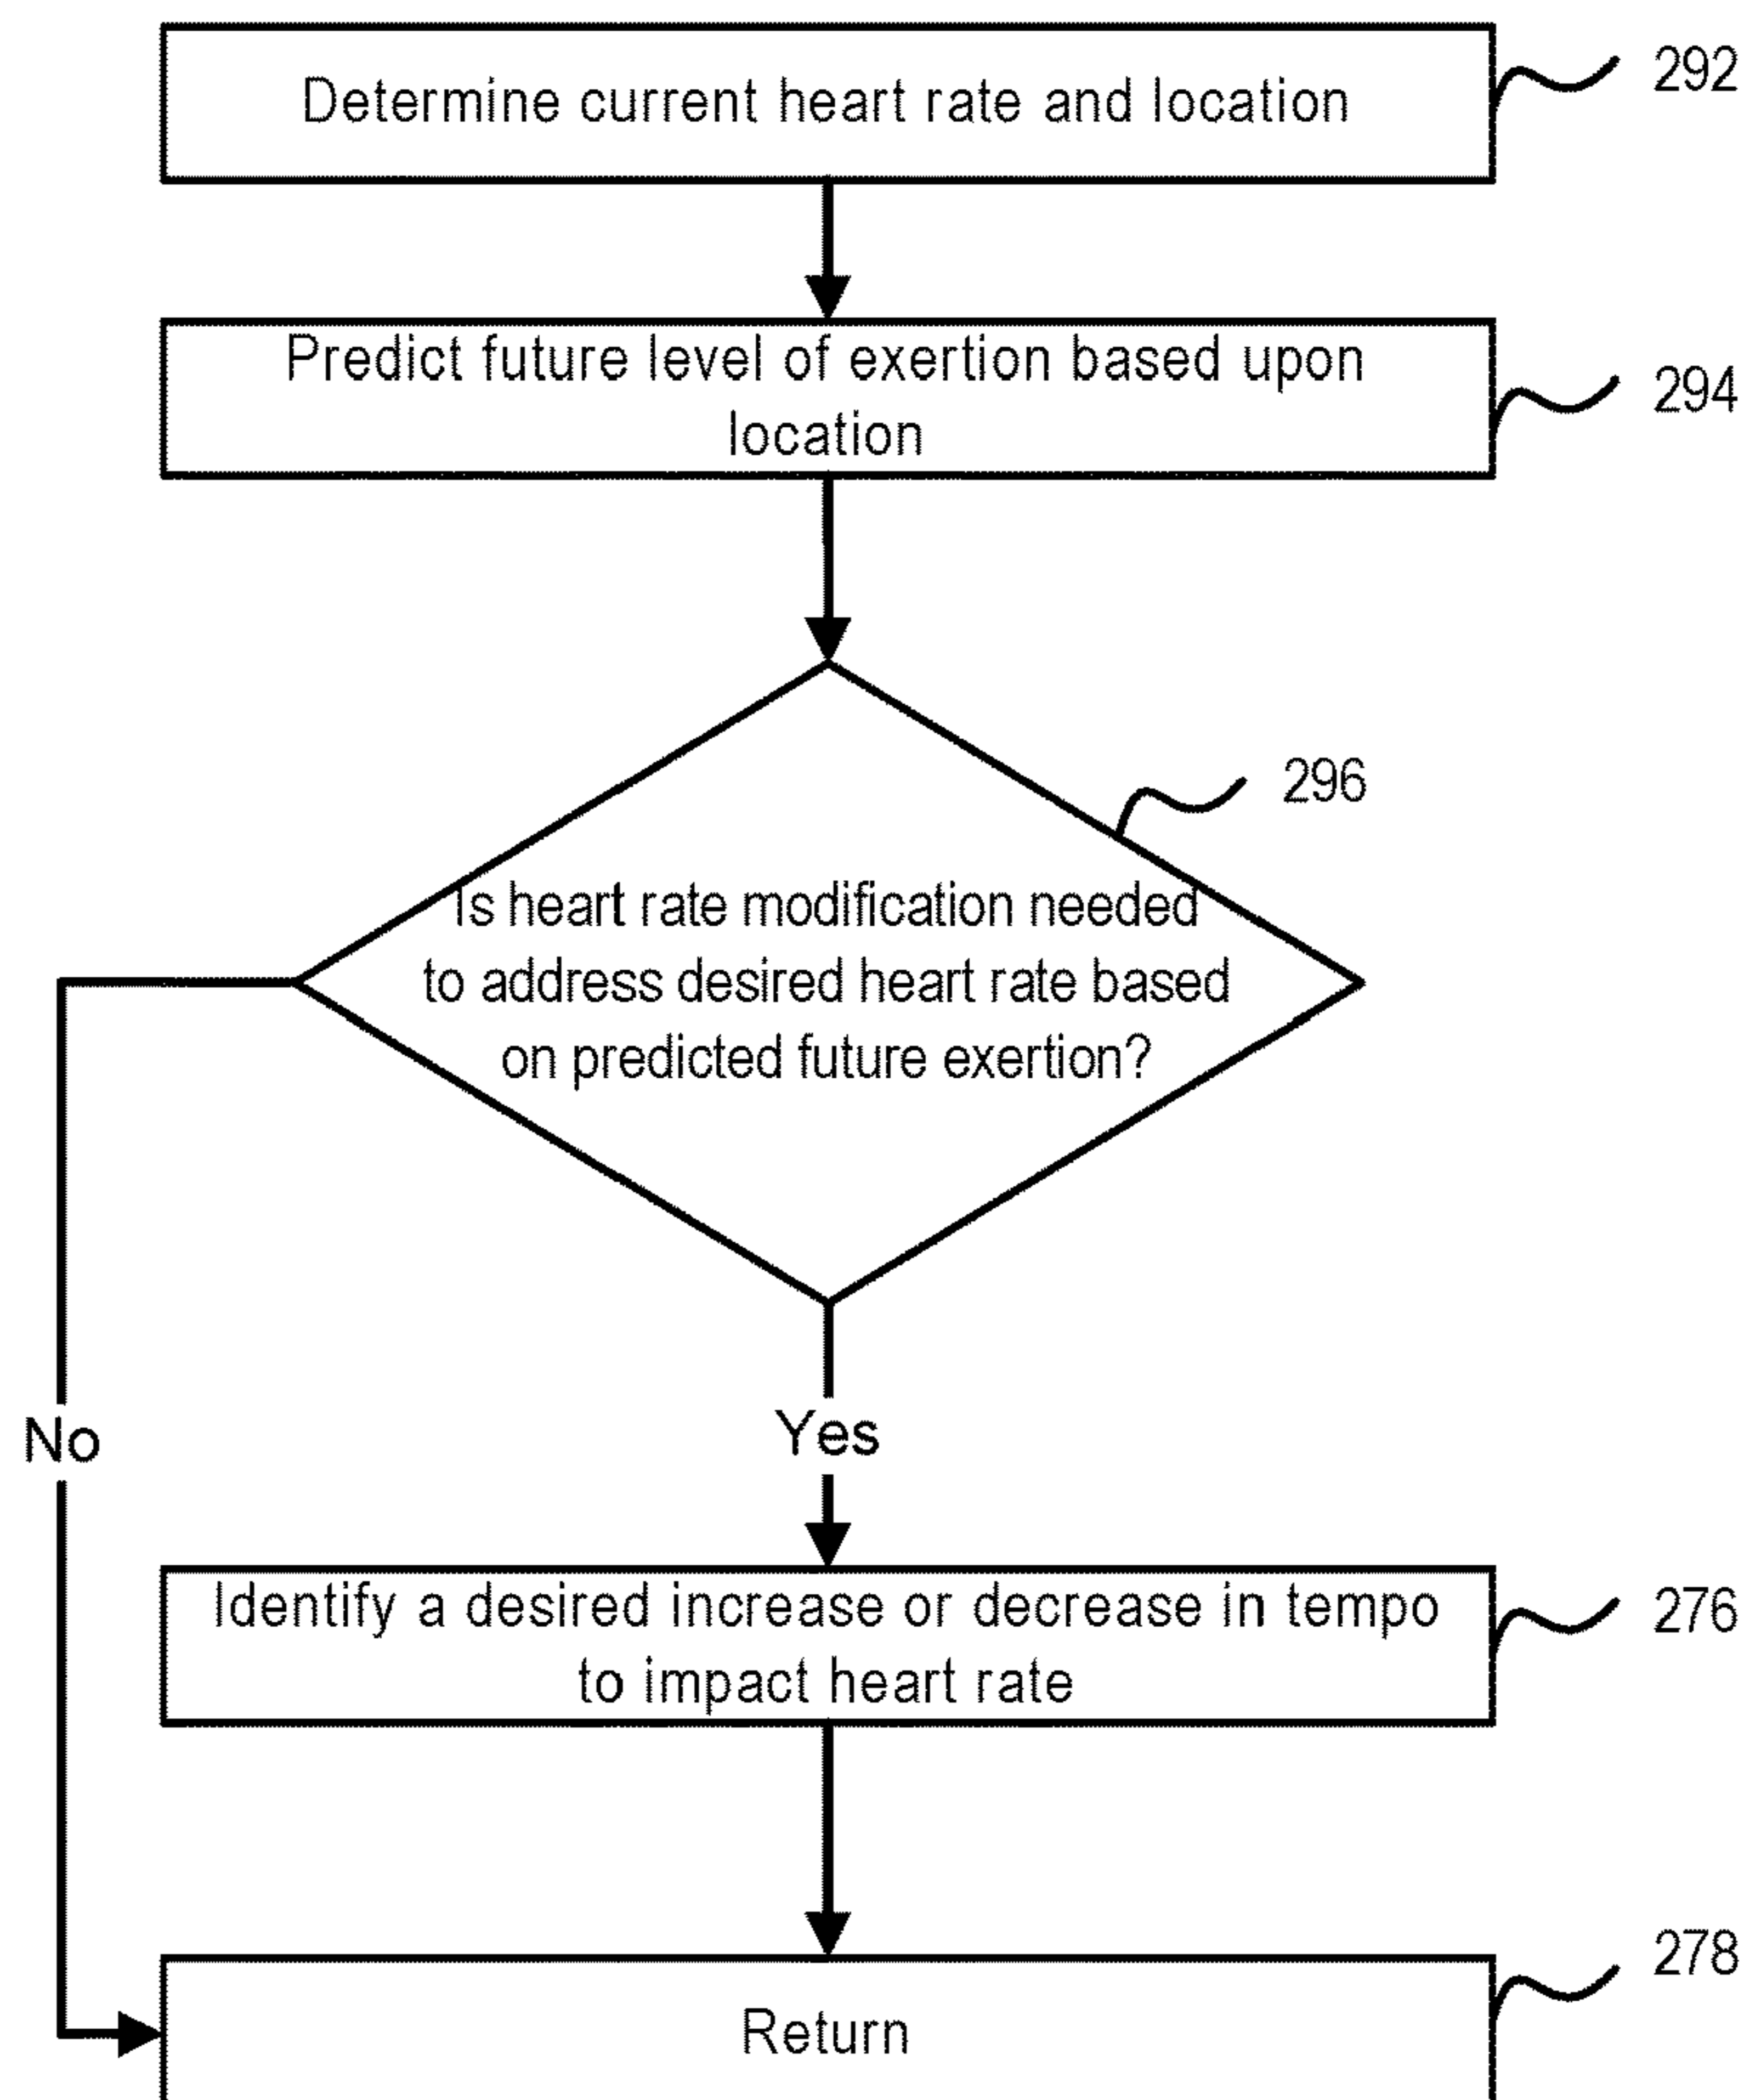 Determine current heart rate and location
292
Predict future level of exertion based upon
location
294
296
Is heart rate modification needed
to address desired heart rate based
on predicted future exertion?
No
Yes
Identify a desired increase or decrease in tempo
to impact heart rate
276
278
Return